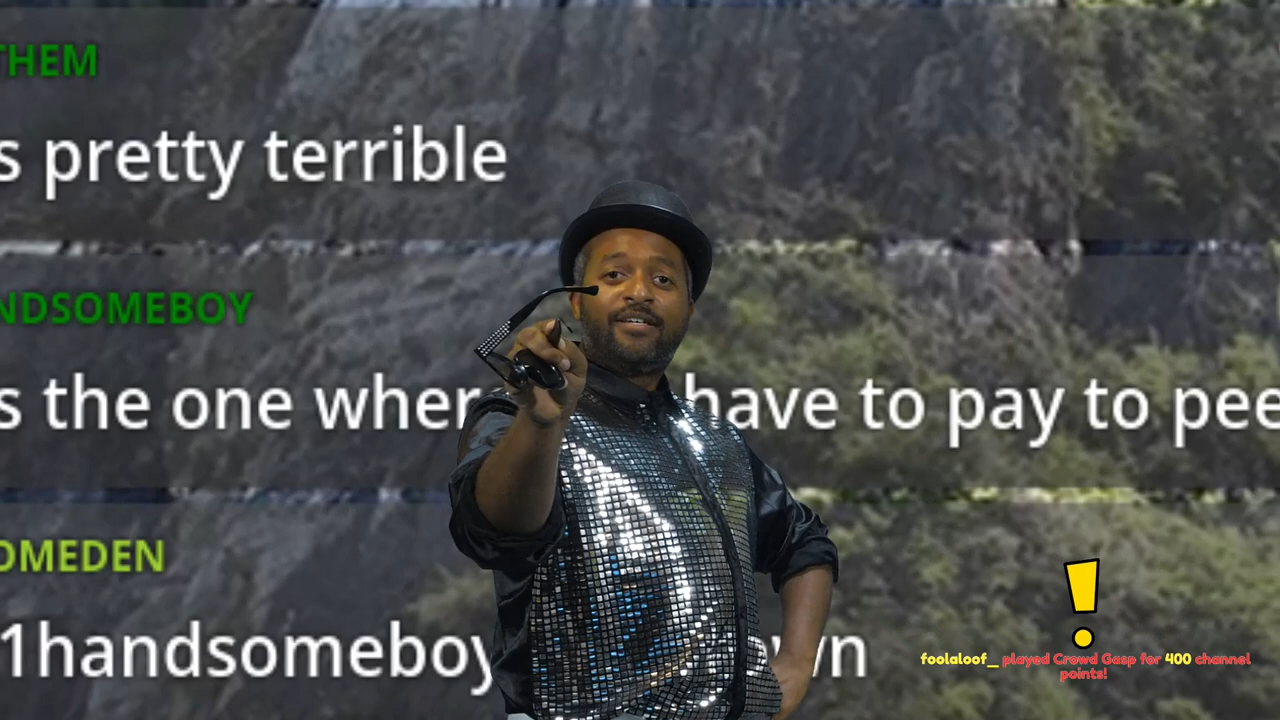 THEM
s pretty terrible
NDSOMEBOY
s the one wher have to pay to pee
OMEDEN
1handsomeboy wn
foolaloof_ played Crowd Gasp for 400 channel
points!